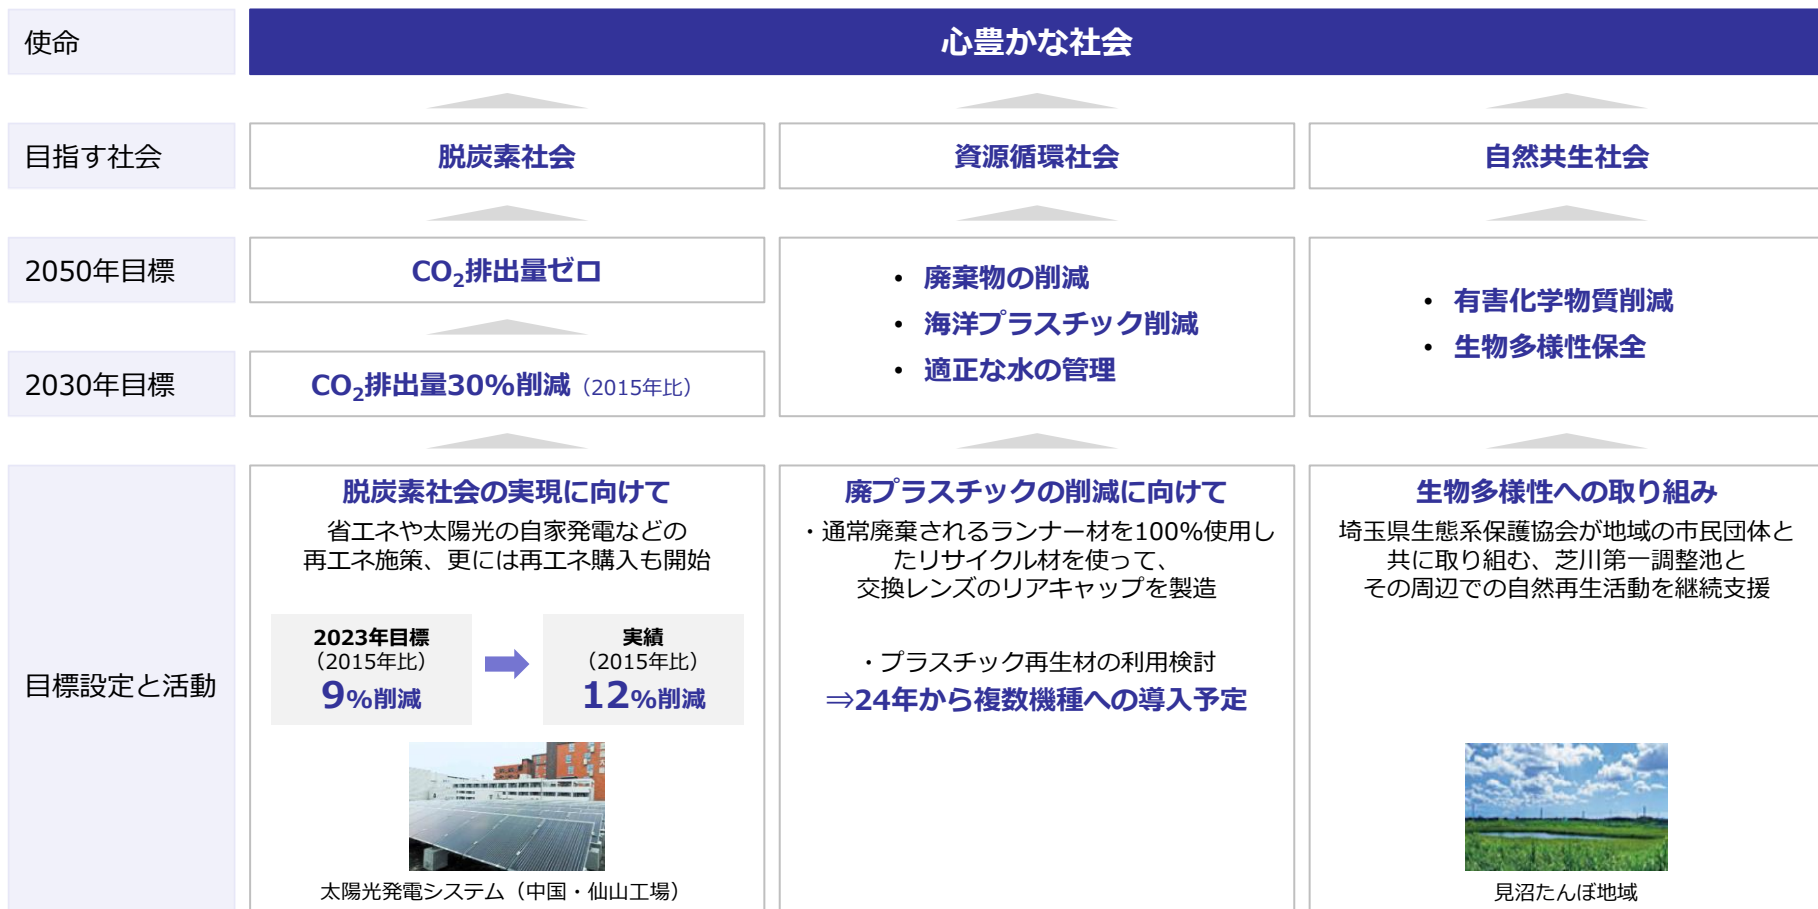 使命
心豊かな社会
目指す社会
脱炭素社会
資源循環社会
自然共生社会
2050年目標
CO₂排出量ゼロ
2030年目標
CO₂排出量30%削減（2015年比）
• 廃棄物の削減
• 海洋プラスチック削減
• 適正な水の管理
• 有害化学物質削減
• 生物多様性保全
目標設定と活動
脱炭素社会の実現に向けて
省エネや太陽光の自家発電などの
再エネ施策、更には再エネ購入も開始
2023年目標
（2015年比）
9%削減
実績
（2015年比）
12%削減
太陽光発電システム（中国・仙山工場）
廃プラスチックの削減に向けて
・通常廃棄されるランナー材を100%使用し
たリサイクル材を使って、
交換レンズのリアキャップを製造
・プラスチック再生材の利用検討
⇒24年から複数機種への導入予定
生物多様性への取り組み
埼玉県生態系保護協会が地域の市民団体と
共に取り組む、芝川第一調整池と
その周辺での自然再生活動を継続支援
見沼たんぼ地域